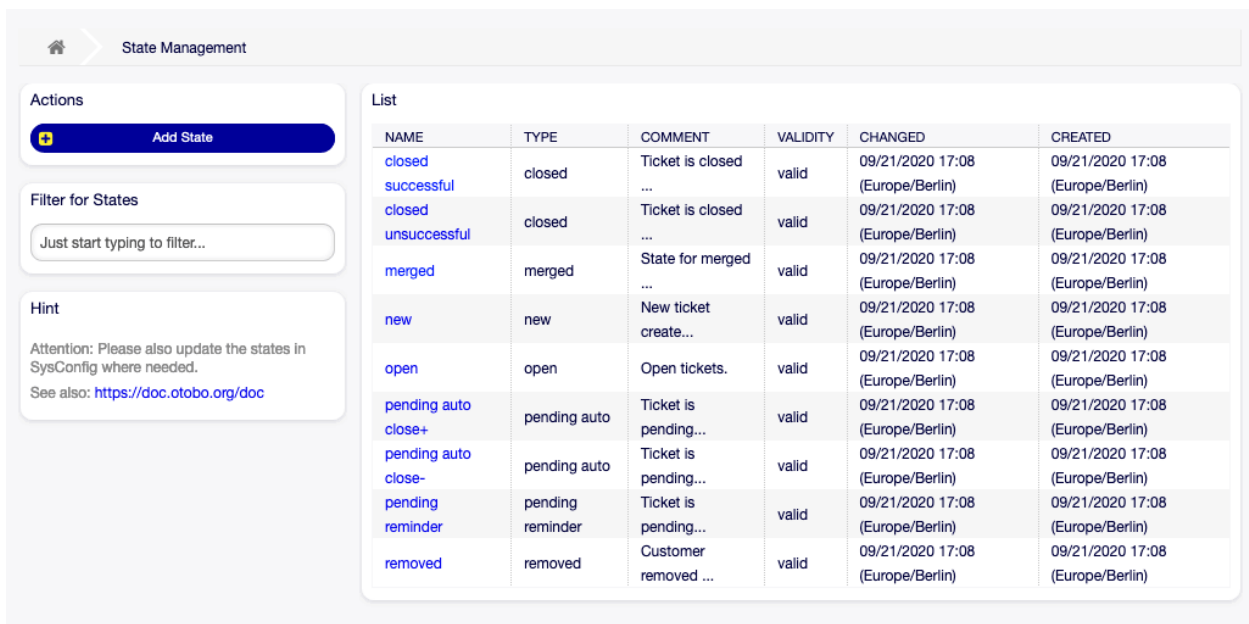 State Management
Actions
Add State
Filter for States
Just start typing to filter...
Hint
Attention: Please also update the states in
SysConfig where needed.
See also: https://doc.otobo.org/doc
List
NAME TYPE COMMENT VALIDITY CHANGED CREATED
closed successful closed Ticket is closed ... valid 09/21/2020 17:08 (Europe/Berlin) 09/21/2020 17:08 (Europe/Berlin)
closed unsuccessful closed Ticket is closed ... valid 09/21/2020 17:08 (Europe/Berlin) 09/21/2020 17:08 (Europe/Berlin)
merged merged State for merged ... valid 09/21/2020 17:08 (Europe/Berlin) 09/21/2020 17:08 (Europe/Berlin)
new new New ticket create... valid 09/21/2020 17:08 (Europe/Berlin) 09/21/2020 17:08 (Europe/Berlin)
open open Open tickets. valid 09/21/2020 17:08 (Europe/Berlin) 09/21/2020 17:08 (Europe/Berlin)
pending auto close+ pending auto Ticket is pending... valid 09/21/2020 17:08 (Europe/Berlin) 09/21/2020 17:08 (Europe/Berlin)
pending auto close- pending auto Ticket is pending... valid 09/21/2020 17:08 (Europe/Berlin) 09/21/2020 17:08 (Europe/Berlin)
pending reminder pending reminder Ticket is pending... valid 09/21/2020 17:08 (Europe/Berlin) 09/21/2020 17:08 (Europe/Berlin)
removed removed Customer removed ... valid 09/21/2020 17:08 (Europe/Berlin) 09/21/2020 17:08 (Europe/Berlin)